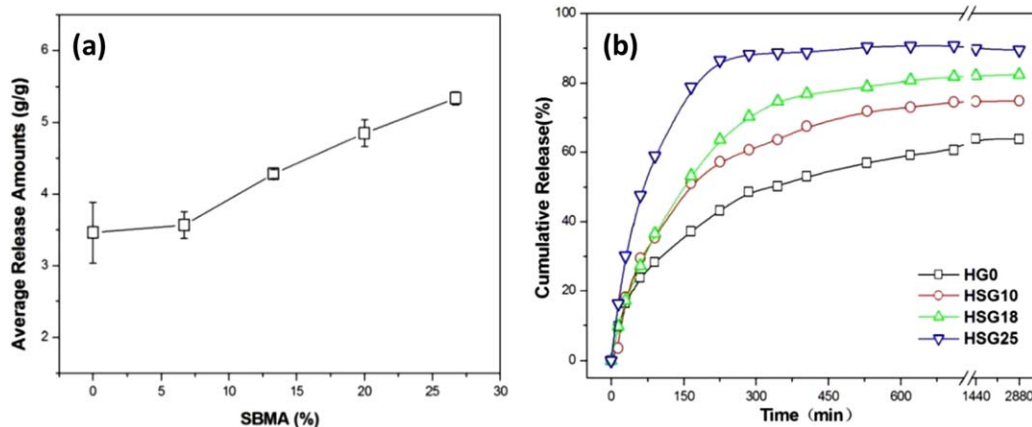 (a)
Average Release Amounts (g/g)
6
5
4
3
2
0 5 10 15 20 25 30
SBMA (%)
(b)
Cumulative Release(%)
100
80
60
40
20
0
0 150 300 450 600 1440 2880
Time (min)
HG0
HSG10
HSG18
HSG25